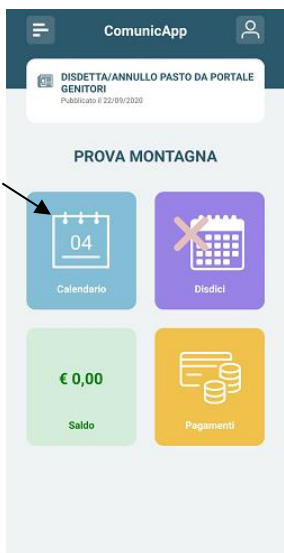 ComunicApp
DISDETTA/ANNULLO PASTO DA PORTALE
GENITORI
Pubblicato il 22/09/2020
PROVA MONTAGNA
04
Calendario
Disdici
€ 0,00
Saldo
Pagamenti